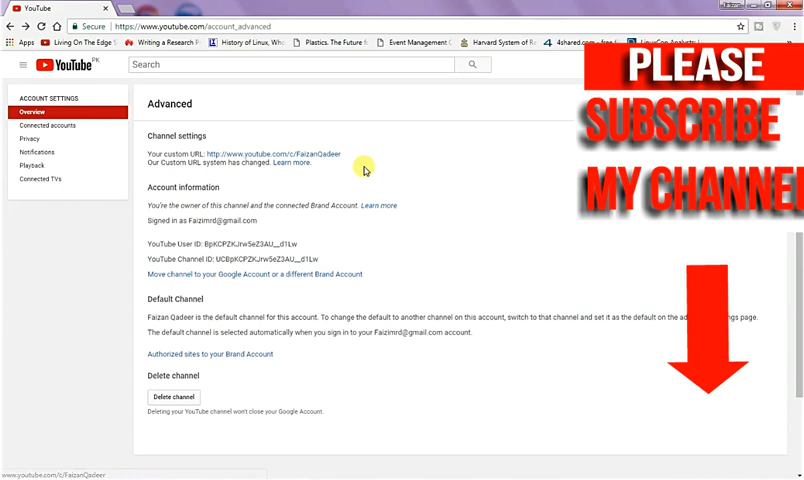 YouTube
Faizan
Secure
https://www.youtube.com/account_advanced
Apps
Living On The Edge S
Writing a Research P
History of Linux, Who
Plastics. The Future f
Event Management C
Harvard System of Re
4shared.com - free f
LinuxCon Analysts
YouTube PK
Search
PLEASE
SUBSCRIBE
MY CHANNEL
ACCOUNT SETTINGS
Overview
Connected accounts
Privacy
Notifications
Playback
Connected TVs
Advanced
Channel settings
Your custom URL: http://www.youtube.com/c/FaizanQadeer
Our Custom URL system has changed. Learn more.
Account information
You're the owner of this channel and the connected Brand Account. Learn more
Signed in as Faizimrd@gmail.com
YouTube User ID: BpKCPZKJrw5eZ3AU__d1Lw
YouTube Channel ID: UCBpKCPZKJrw5eZ3AU__d1Lw
Move channel to your Google Account or a different Brand Account
Default Channel
Faizan Qadeer is the default channel for this account. To change the default to another channel on this account, switch to that channel and set it as the default on the ad ngs page.
The default channel is selected automatically when you sign in to your Faizimrd@gmail.com account.
Authorized sites to your Brand Account
Delete channel
Delete channel
Deleting your YouTube channel won't close your Google Account.
www.youtube.com/c/FaizanQadeer